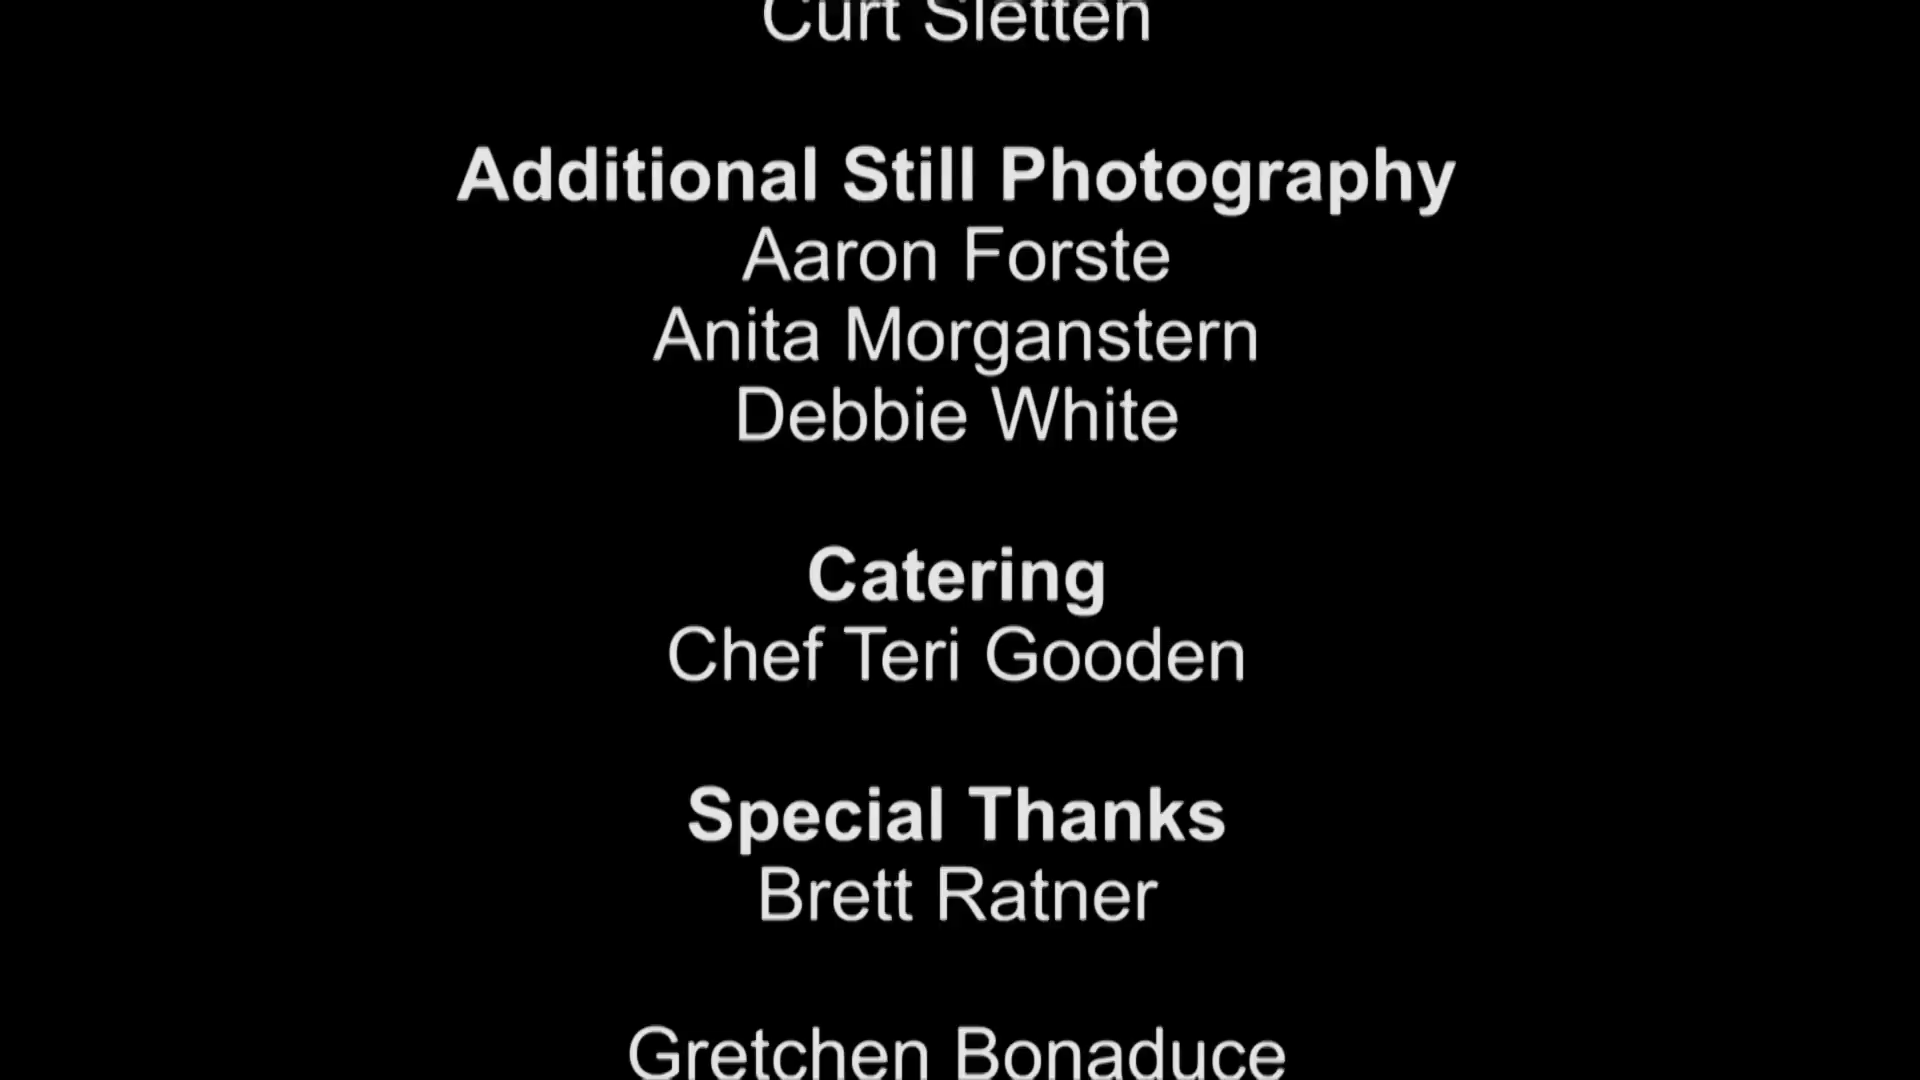 Curt Sletten
Additional Still Photography
Aaron Forste
Anita Morganstern
Debbie White
Catering
Chef Teri Gooden
Special Thanks
Brett Ratner
Gretchen Bonaduce